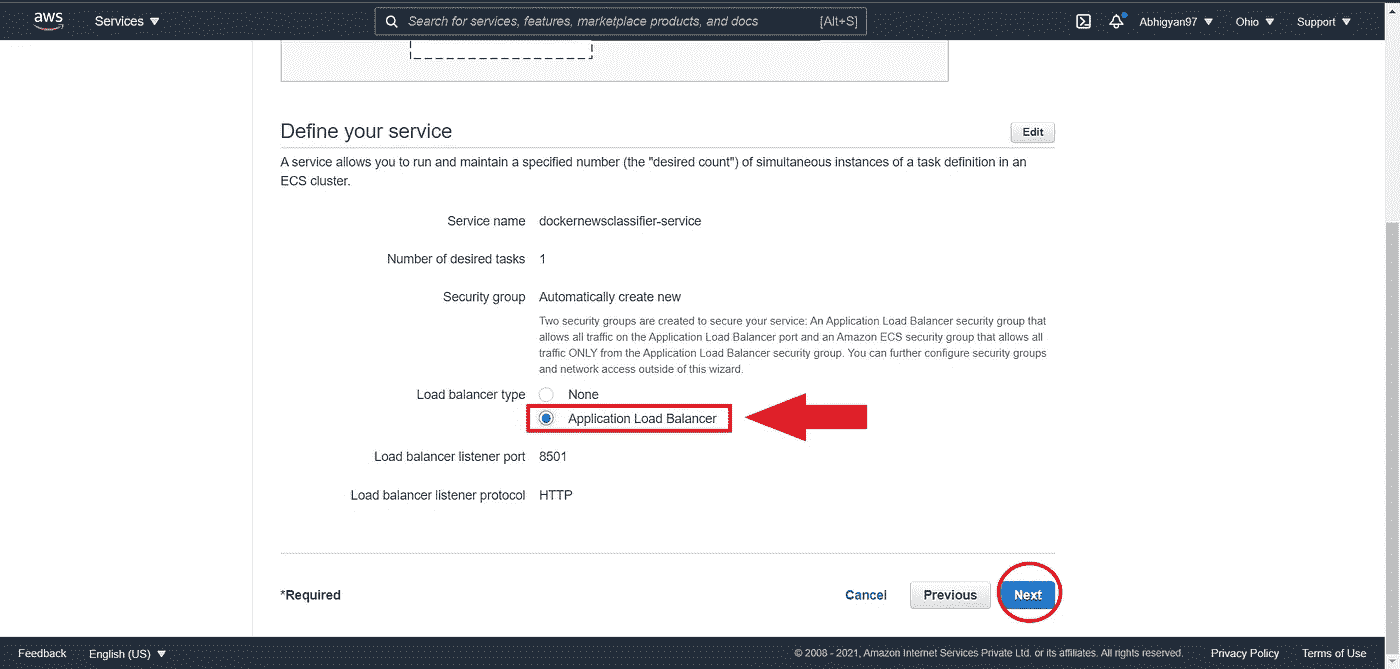 aws
Services
Search for services, features, marketplace products, and docs
[Alt+S]
Abhigyan97
Ohio
Support
Define your service
Edit
A service allows you to run and maintain a specified number (the "desired count") of simultaneous instances of a task definition in an
ECS cluster.
Service name dockernewsclassifier-service
Number of desired tasks 1
Security group Automatically create new
Two security groups are created to secure your service: An Application Load Balancer security group that
allows all traffic on the Application Load Balancer port and an Amazon ECS security group that allows all
traffic ONLY from the Application Load Balancer security group. You can further configure security groups
and network access outside of this wizard.
Load balancer type None
Application Load Balancer
Load balancer listener port 8501
Load balancer listener protocol HTTP
*Required
Cancel
Previous
Next
Feedback
English (US)
© 2008 - 2021, Amazon Internet Services Private Ltd. or its affiliates. All rights reserved.
Privacy Policy
Terms of Use